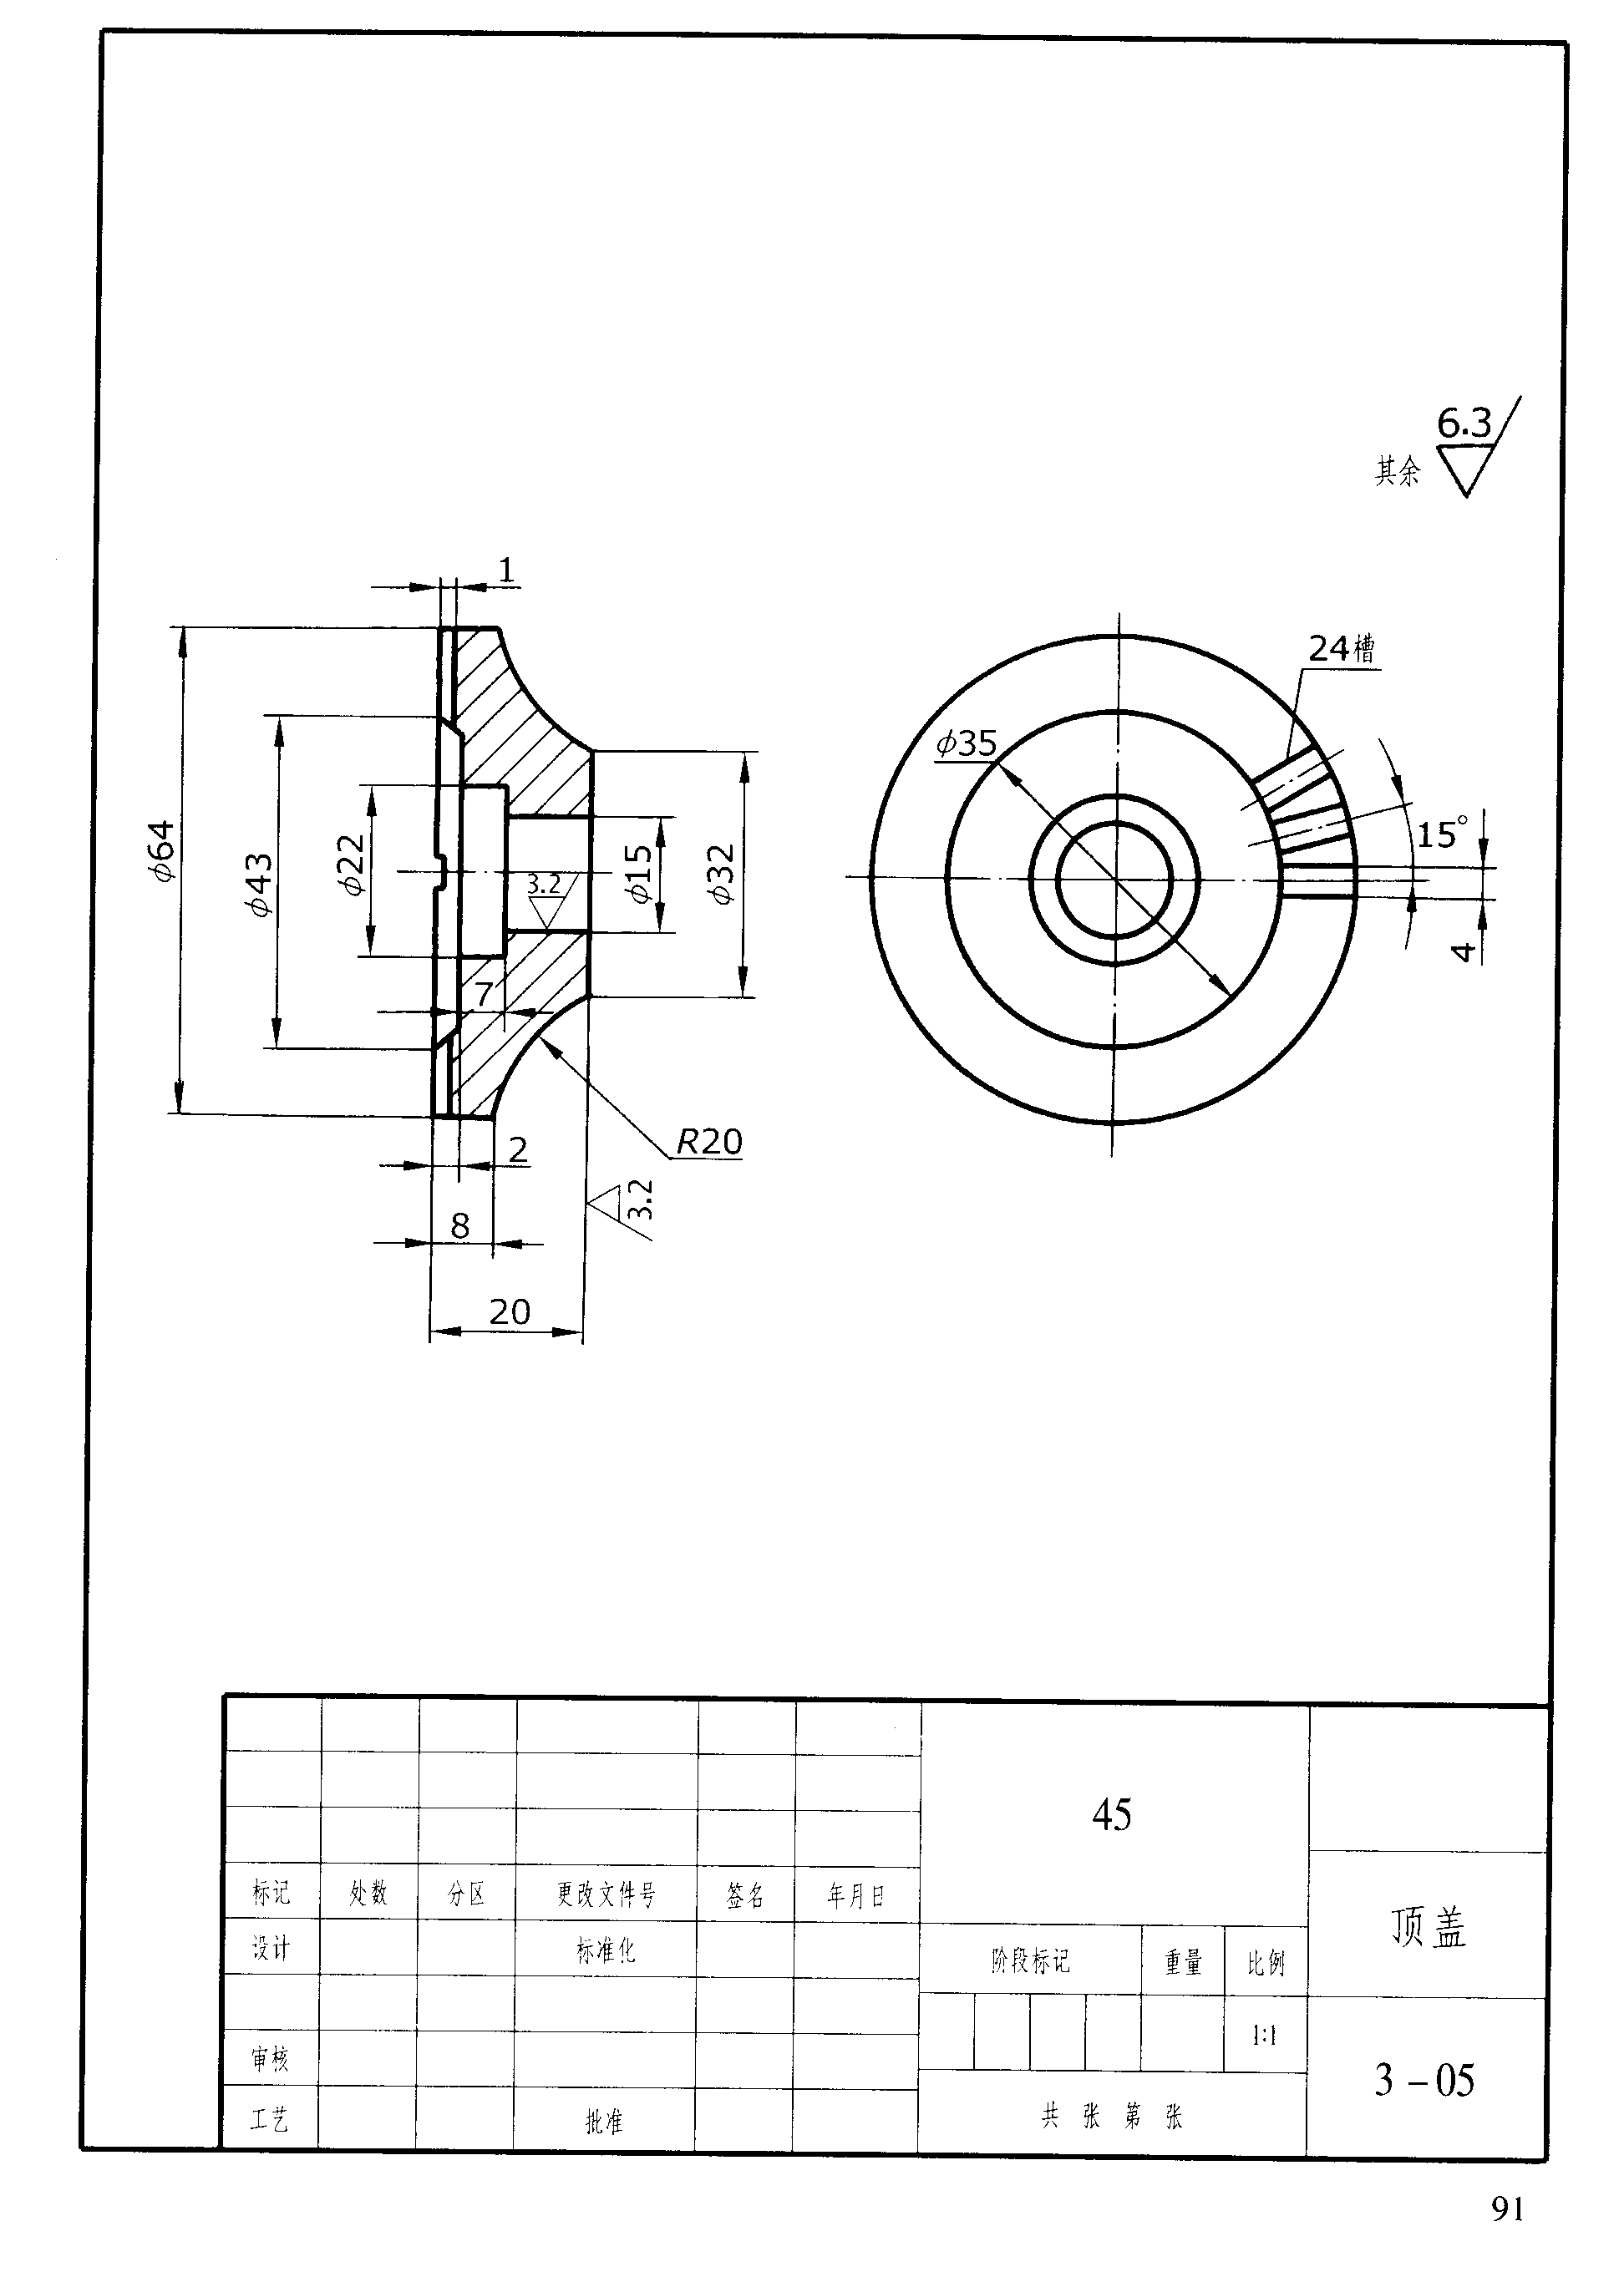 6.3
其余
1
24槽
φ35
15°
4
φ64
φ43
φ22
3.2
φ15
φ32
7
R20
2
3.2
8
20
45
标记 处数 分区 更改文件号 签名 年月日
设计 标准化
阶段标记 重量 比例
顶盖
1:1
审核
3-05
工艺 批准
共 张 第 张
91